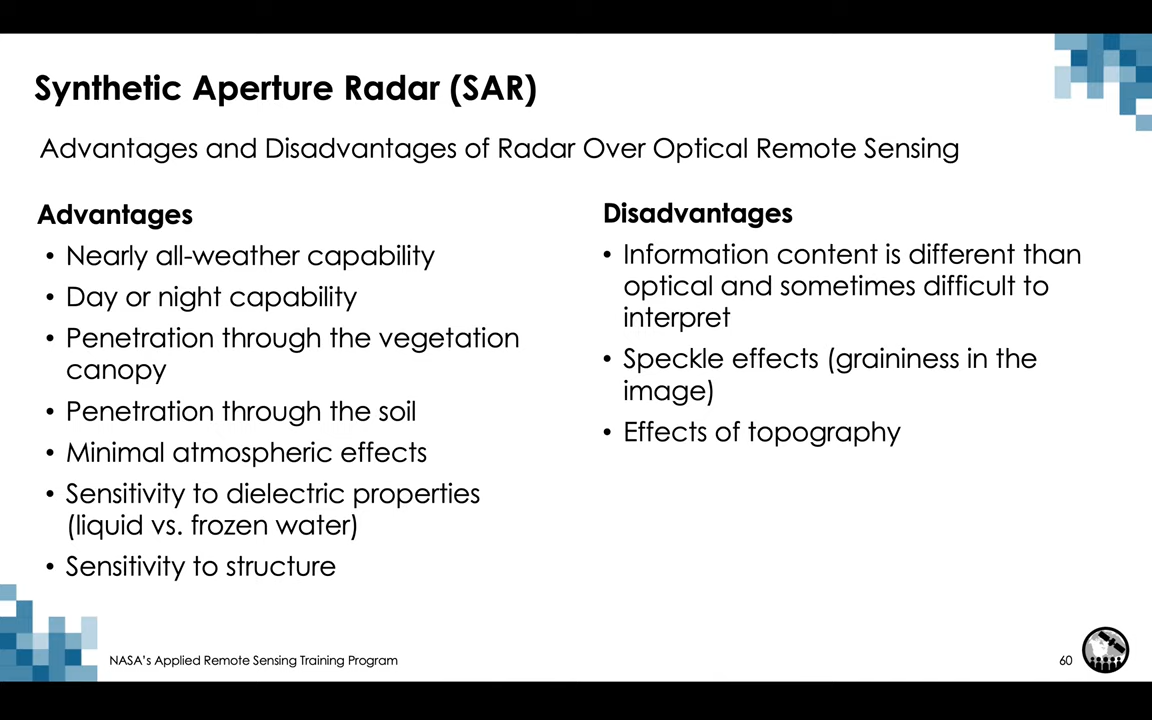 Synthetic Aperture Radar (SAR)
Advantages and Disadvantages of Radar Over Optical Remote Sensing
Advantages
• Nearly all-weather capability
• Day or night capability
• Penetration through the vegetation
canopy
• Penetration through the soil
• Minimal atmospheric effects
• Sensitivity to dielectric properties
(liquid vs. frozen water)
• Sensitivity to structure
Disadvantages
• Information content is different than
optical and sometimes difficult to
interpret
• Speckle effects (graininess in the
image)
• Effects of topography
NASA's Applied Remote Sensing Training Program
60